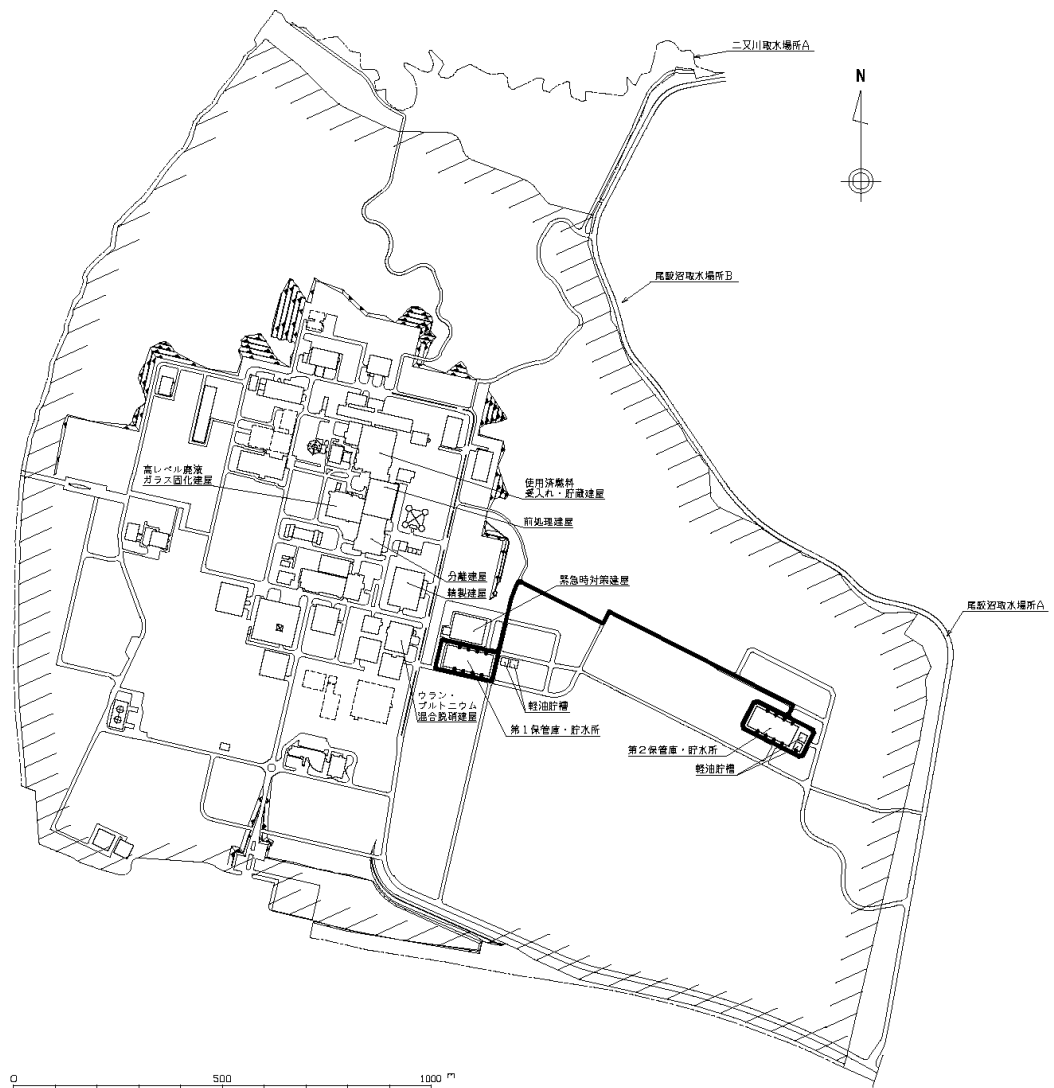 二又川取水場所A
N
尾駮沼取水場所B
高レベル廃液
ガラス固化建屋
使用済燃料
受入れ・貯蔵建屋
前処理建屋
分離建屋
精製建屋
緊急時対策建屋
尾駮沼取水場所A
ウラン・
プルトニウム
混合脱硝建屋
軽油貯槽
第1保管庫・貯水所
第2保管庫・貯水所
軽油貯槽
0
500
1000 m